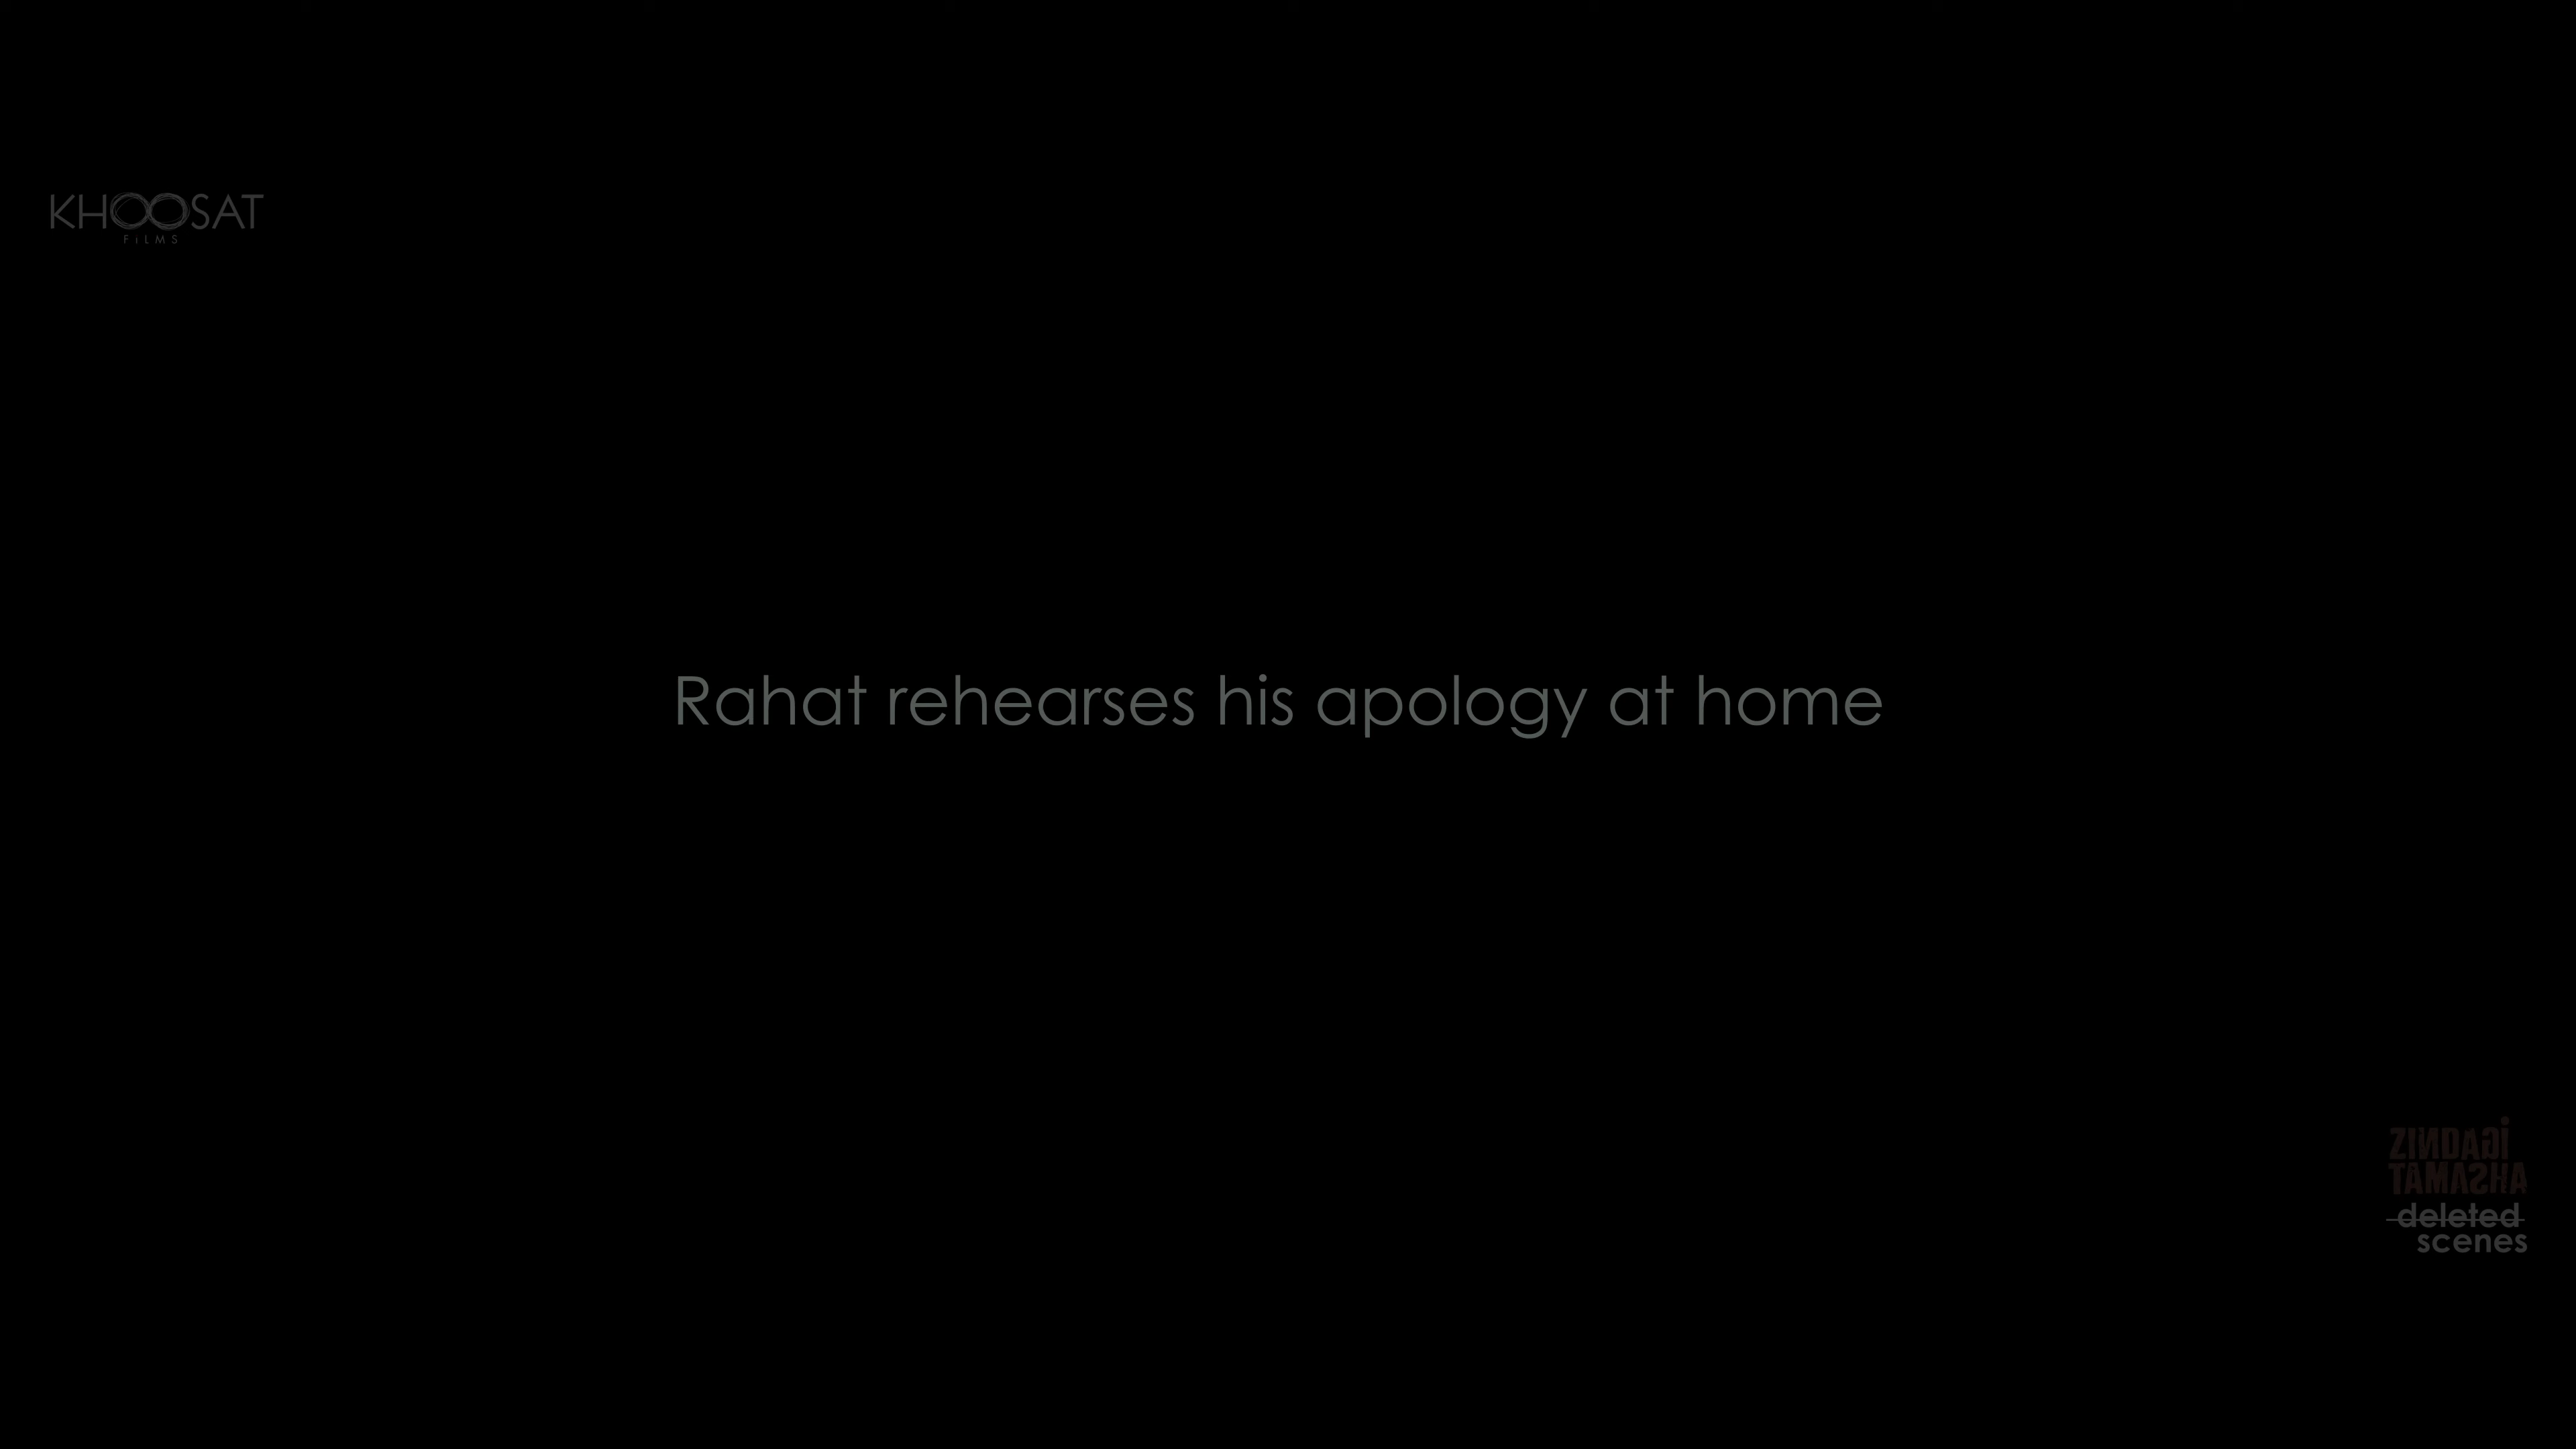 KHOOSAT
FiLMS
Rahat rehearses his apology at home
ZINDAGi
TAMASHA
deleted
scenes